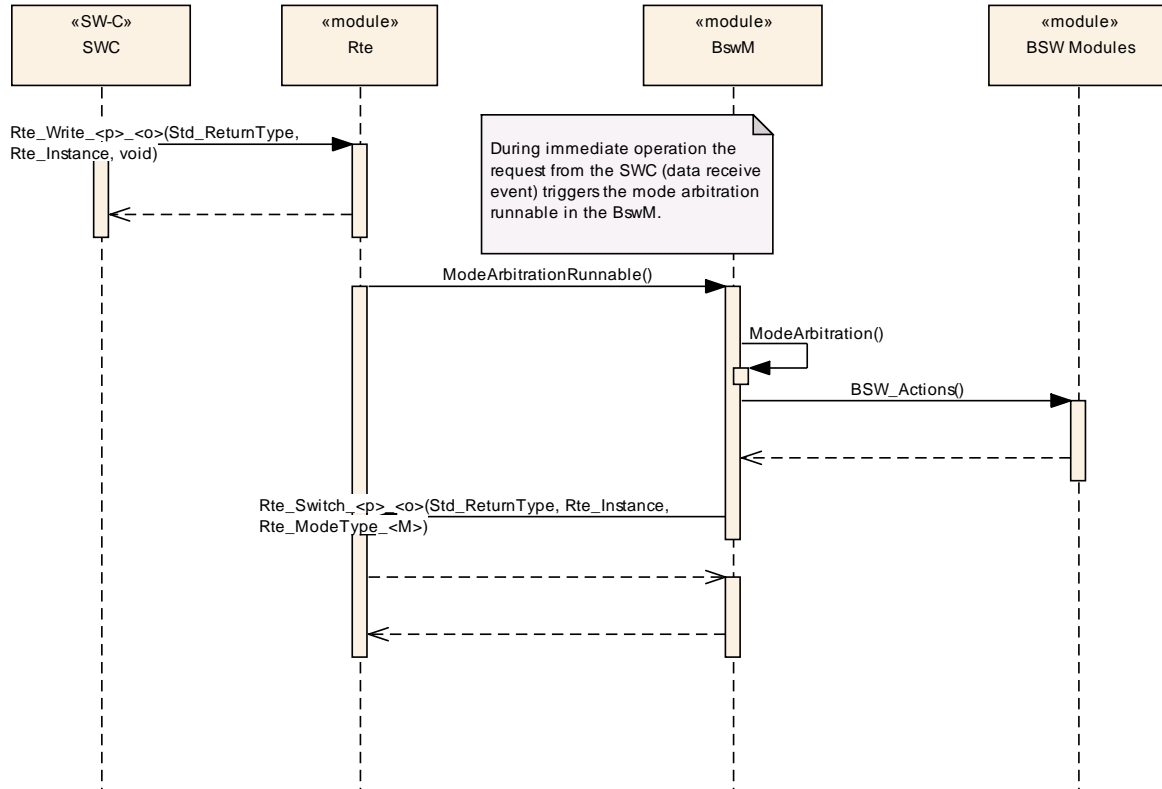 «SW-C»
SWC
«module»
Rte
«module»
BswM
«module»
BSW Modules
Rte_Write_<p>_<o>(Std_ReturnType,
Rte_Instance, void)
During immediate operation the
request from the SWC (data receive
event) triggers the mode arbitration
runnable in the BswM.
ModeArbitrationRunnable()
ModeArbitration()
BSW_Actions()
Rte_Switch_<p>_<o>(Std_ReturnType, Rte_Instance,
Rte_ModeType_<M>)